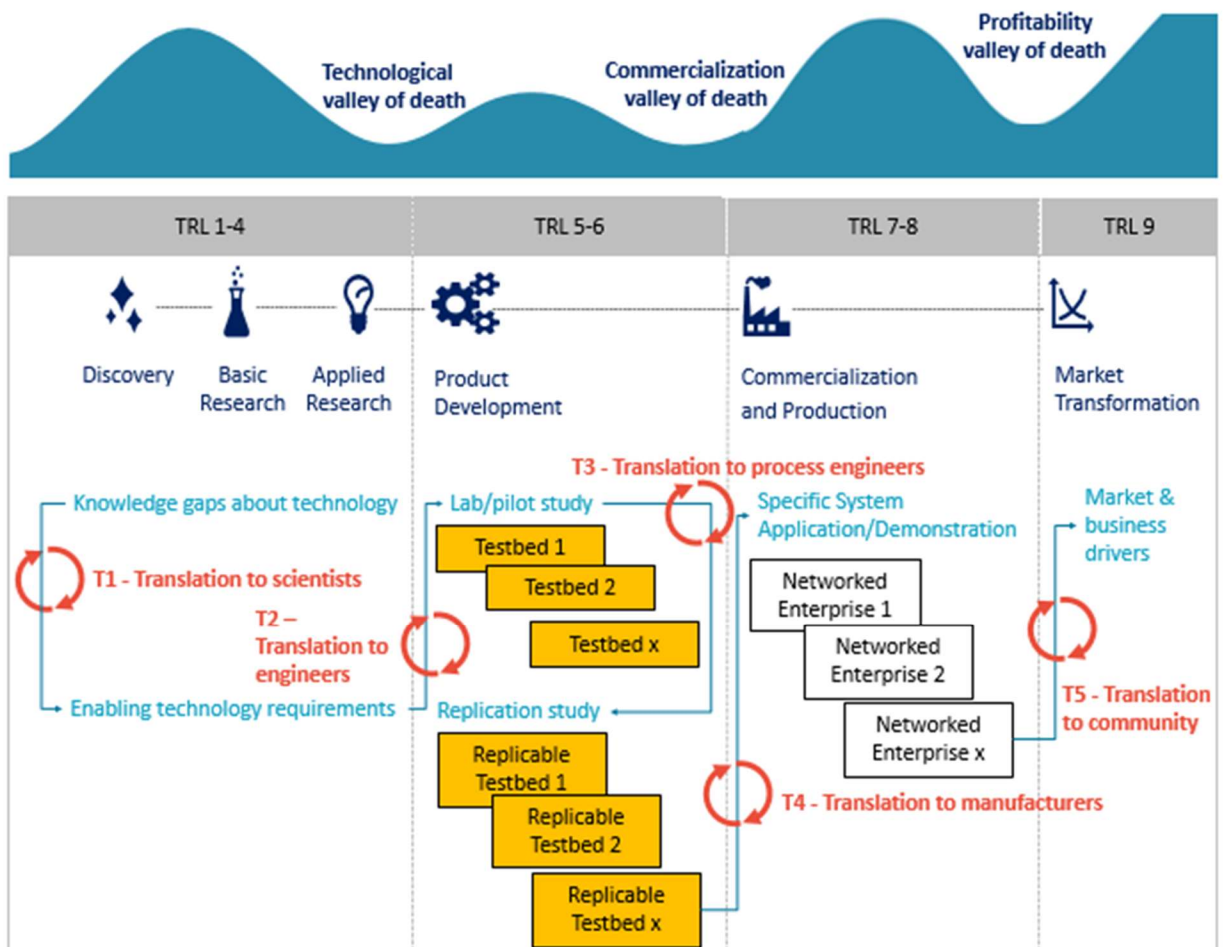 Technological
valley of death
Commercialization
valley of death
Profitability
valley of death
TRL 1-4
TRL 5-6
TRL 7-8
TRL 9
Discovery
Basic
Research
Applied
Research
Product
Development
Commercialization
and Production
Market
Transformation
Knowledge gaps about technology
T1 - Translation to scientists
T2 –
Translation to
engineers
Enabling technology requirements
T3 - Translation to process engineers
Lab/pilot study
Testbed 1
Testbed 2
Testbed x
Replication study
Replicable
Testbed 1
Replicable
Testbed 2
Replicable
Testbed x
Specific System
Application/Demonstration
Networked
Enterprise 1
Networked
Enterprise 2
Networked
Enterprise x
T4 - Translation to manufacturers
Market &
business
drivers
T5 - Translation
to community